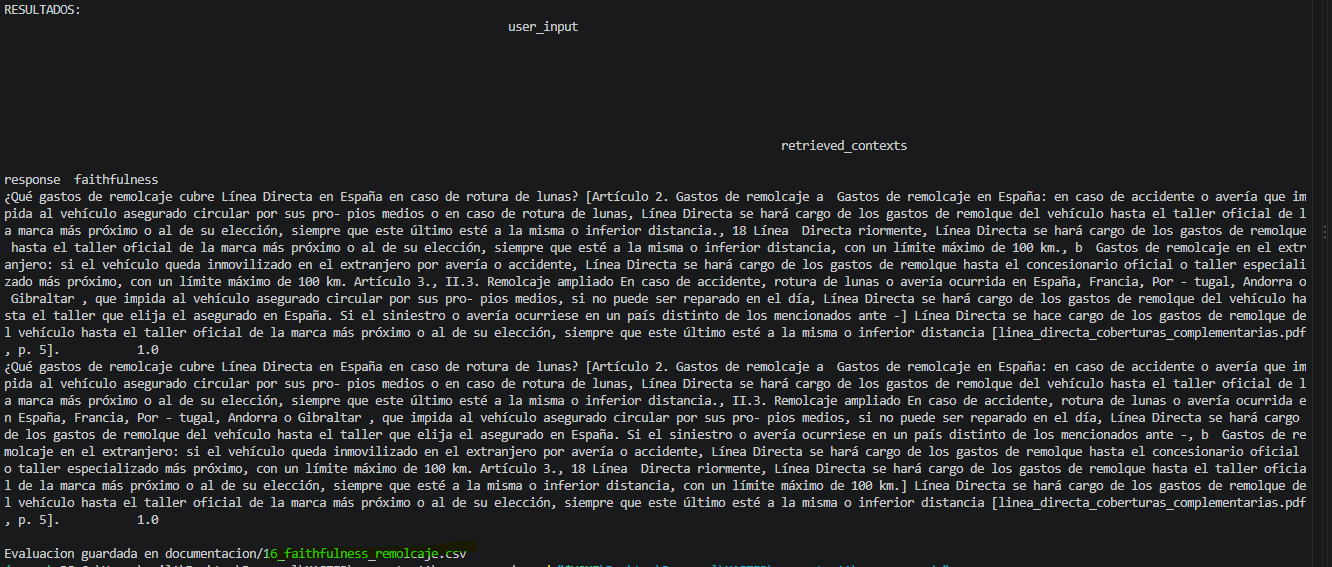 RESULTADOS:
user_input
retrieved_contexts
response  faithfulness
¿Qué gastos de remolcaje cubre Línea Directa en España en caso de rotura de lunas? [Artículo 2. Gastos de remolcaje a  Gastos de remolcaje en España: en caso de accidente o avería que im
pida al vehículo asegurado circular por sus pro- pios medios o en caso de rotura de lunas, Línea Directa se hará cargo de los gastos de remolque del vehículo hasta el taller oficial de l
a marca más próximo o al de su elección, siempre que este último esté a la misma o inferior distancia., 18 Línea  Directa riormente, Línea Directa se hará cargo de los gastos de remolque
hasta el taller oficial de la marca más próximo o al de su elección, siempre que esté a la misma o inferior distancia, con un límite máximo de 100 km., b  Gastos de remolcaje en el extr
anjero: si el vehículo queda inmovilizado en el extranjero por avería o accidente, Línea Directa se hará cargo de los gastos de remolque hasta el concesionario oficial o taller especiali
zado más próximo, con un límite máximo de 100 km. Artículo 3., II.3. Remolcaje ampliado En caso de accidente, rotura de lunas o avería ocurrida en España, Francia, Por - tugal, Andorra o
Gibraltar , que impida al vehículo asegurado circular por sus pro- pios medios, si no puede ser reparado en el día, Línea Directa se hará cargo de los gastos de remolque del vehículo ha
sta el taller que elija el asegurado en España. Si el siniestro o avería ocurriese en un país distinto de los mencionados ante -] Línea Directa se hace cargo de los gastos de remolque de
l vehículo hasta el taller oficial de la marca más próximo o al de su elección, siempre que este último esté a la misma o inferior distancia [linea_directa_coberturas_complementarias.pdf
, p. 5].          1.0
¿Qué gastos de remolcaje cubre Línea Directa en España en caso de rotura de lunas? [Artículo 2. Gastos de remolcaje a  Gastos de remolcaje en España: en caso de accidente o avería que im
pida al vehículo asegurado circular por sus pro- pios medios o en caso de rotura de lunas, Línea Directa se hará cargo de los gastos de remolque del vehículo hasta el taller oficial de l
a marca más próximo o al de su elección, siempre que este último esté a la misma o inferior distancia., II.3. Remolcaje ampliado En caso de accidente, rotura de lunas o avería ocurrida e
n España, Francia, Por - tugal, Andorra o Gibraltar , que impida al vehículo asegurado circular por sus pro- pios medios, si no puede ser reparado en el día, Línea Directa se hará cargo
de los gastos de remolque del vehículo hasta el taller que elija el asegurado en España. Si el siniestro o avería ocurriese en un país distinto de los mencionados ante -, b  Gastos de re
molcaje en el extranjero: si el vehículo queda inmovilizado en el extranjero por avería o accidente, Línea Directa se hará cargo de los gastos de remolque hasta el concesionario oficial
o taller especializado más próximo, con un límite máximo de 100 km. Artículo 3., 18 Línea  Directa riormente, Línea Directa se hará cargo de los gastos de remolque hasta el taller oficia
l de la marca más próximo o al de su elección, siempre que esté a la misma o inferior distancia, con un límite máximo de 100 km.] Línea Directa se hará cargo de los gastos de remolque de
l vehículo hasta el taller oficial de la marca más próximo o al de su elección, siempre que este último esté a la misma o inferior distancia [linea_directa_coberturas_complementarias.pdf
, p. 5].          1.0
Evaluacion guardada en documentacion/16_faithfulness_remolcaje.csv